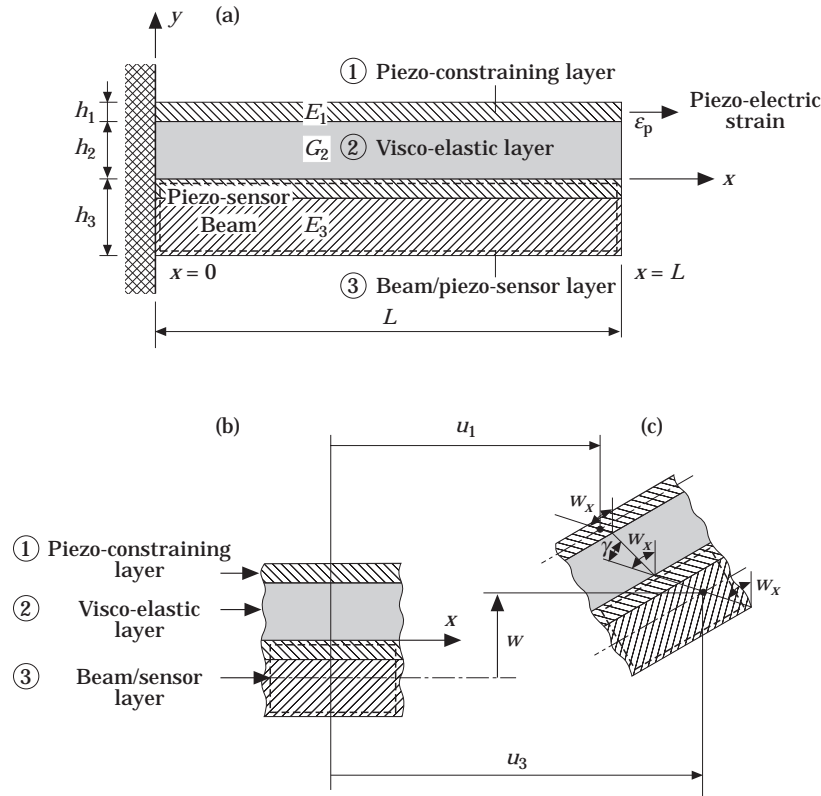 y
(a)
① Piezo-constraining layer
h₁
E₁
εₚ
Piezo-electric
strain
h₂
G₂
② Visco-elastic layer
x
h₃
Piezo-sensor
Beam
E₃
x = 0
③ Beam/piezo-sensor layer
x = L
L
(b)
(c)
u₁
wₓ
① Piezo-constraining
layer
γ
wₓ
wₓ
② Visco-elastic
layer
x
w
③ Beam/sensor
layer
u₃